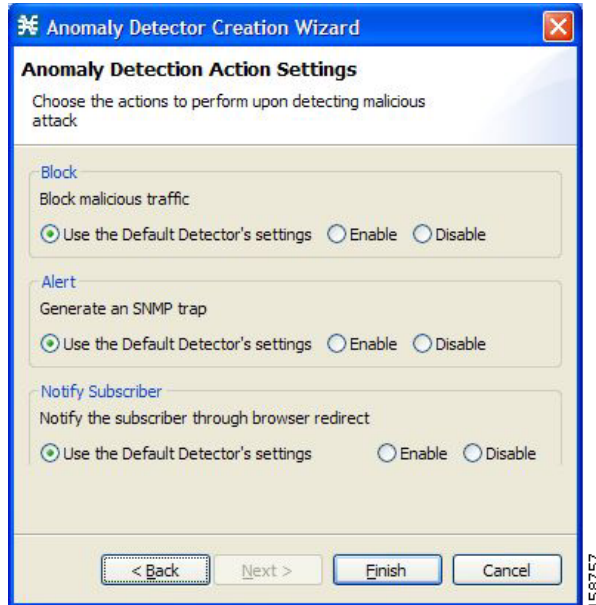 Anomaly Detector Creation Wizard
Anomaly Detection Action Settings
Choose the actions to perform upon detecting malicious
attack
Block
Block malicious traffic
Use the Default Detector's settings Enable Disable
Alert
Generate an SNMP trap
Use the Default Detector's settings Enable Disable
Notify Subscriber
Notify the subscriber through browser redirect
Use the Default Detector's settings Enable Disable
< Back Next > Finish Cancel
158757